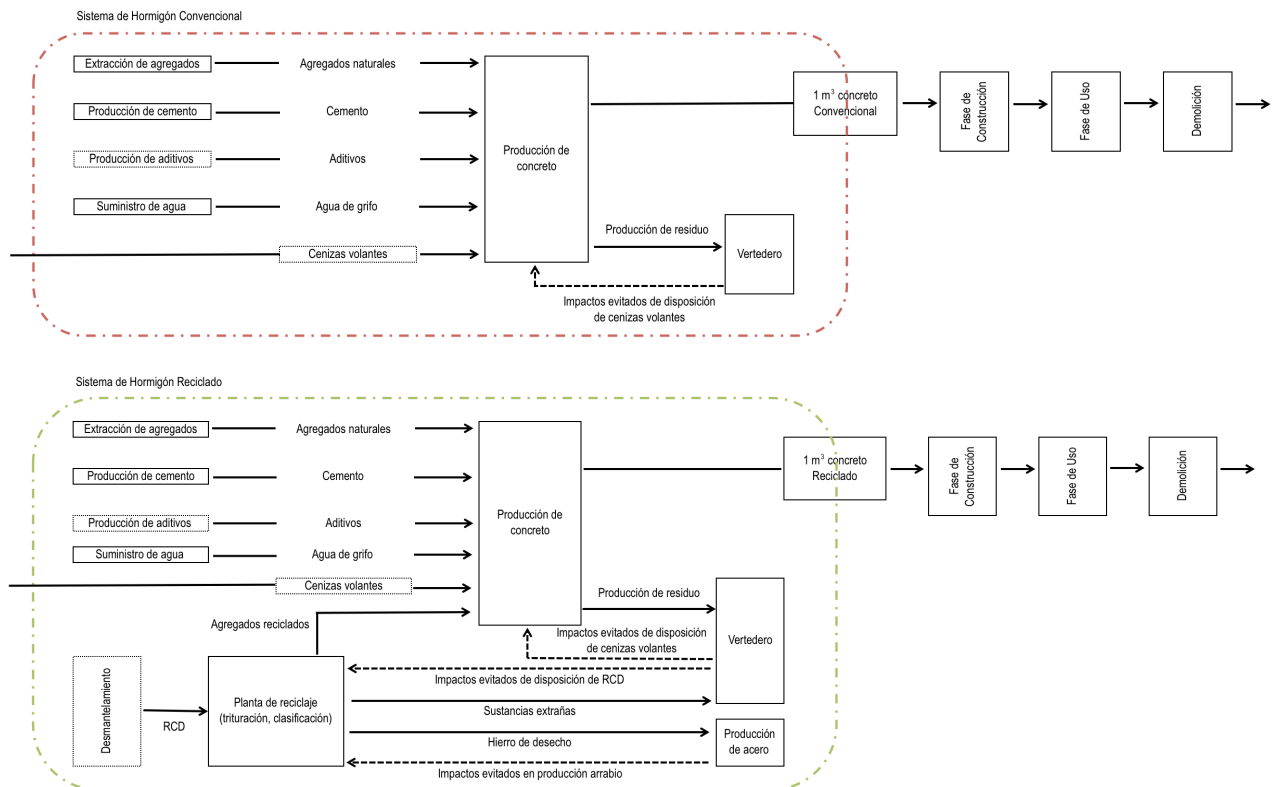 Sistema de Hormigón Convencional
Extracción de agregados
Agregados naturales
Producción de cemento
Cemento
Producción de aditivos
Aditivos
Suministro de agua
Agua de grifo
Cenizas volantes
Producción de
concreto
1 m³ concreto
Convencional
Fase de
Construcción
Fase de Uso
Demolición
Producción de residuo
Vertedero
Impactos evitados de disposición
de cenizas volantes
Sistema de Hormigón Reciclado
Extracción de agregados
Agregados naturales
Producción de cemento
Cemento
Producción de aditivos
Aditivos
Suministro de agua
Agua de grifo
Cenizas volantes
Agregados reciclados
Producción de
concreto
1 m³ concreto
Reciclado
Fase de
Construcción
Fase de Uso
Demolición
Producción de residuo
Vertedero
Impactos evitados de disposición
de cenizas volantes
Impactos evitados de disposición de RCD
Desmantelamiento
RCD
Planta de reciclaje
(trituración, clasificación)
Sustancias extrañas
Hierro de desecho
Producción
de acero
Impactos evitados en producción arrabio